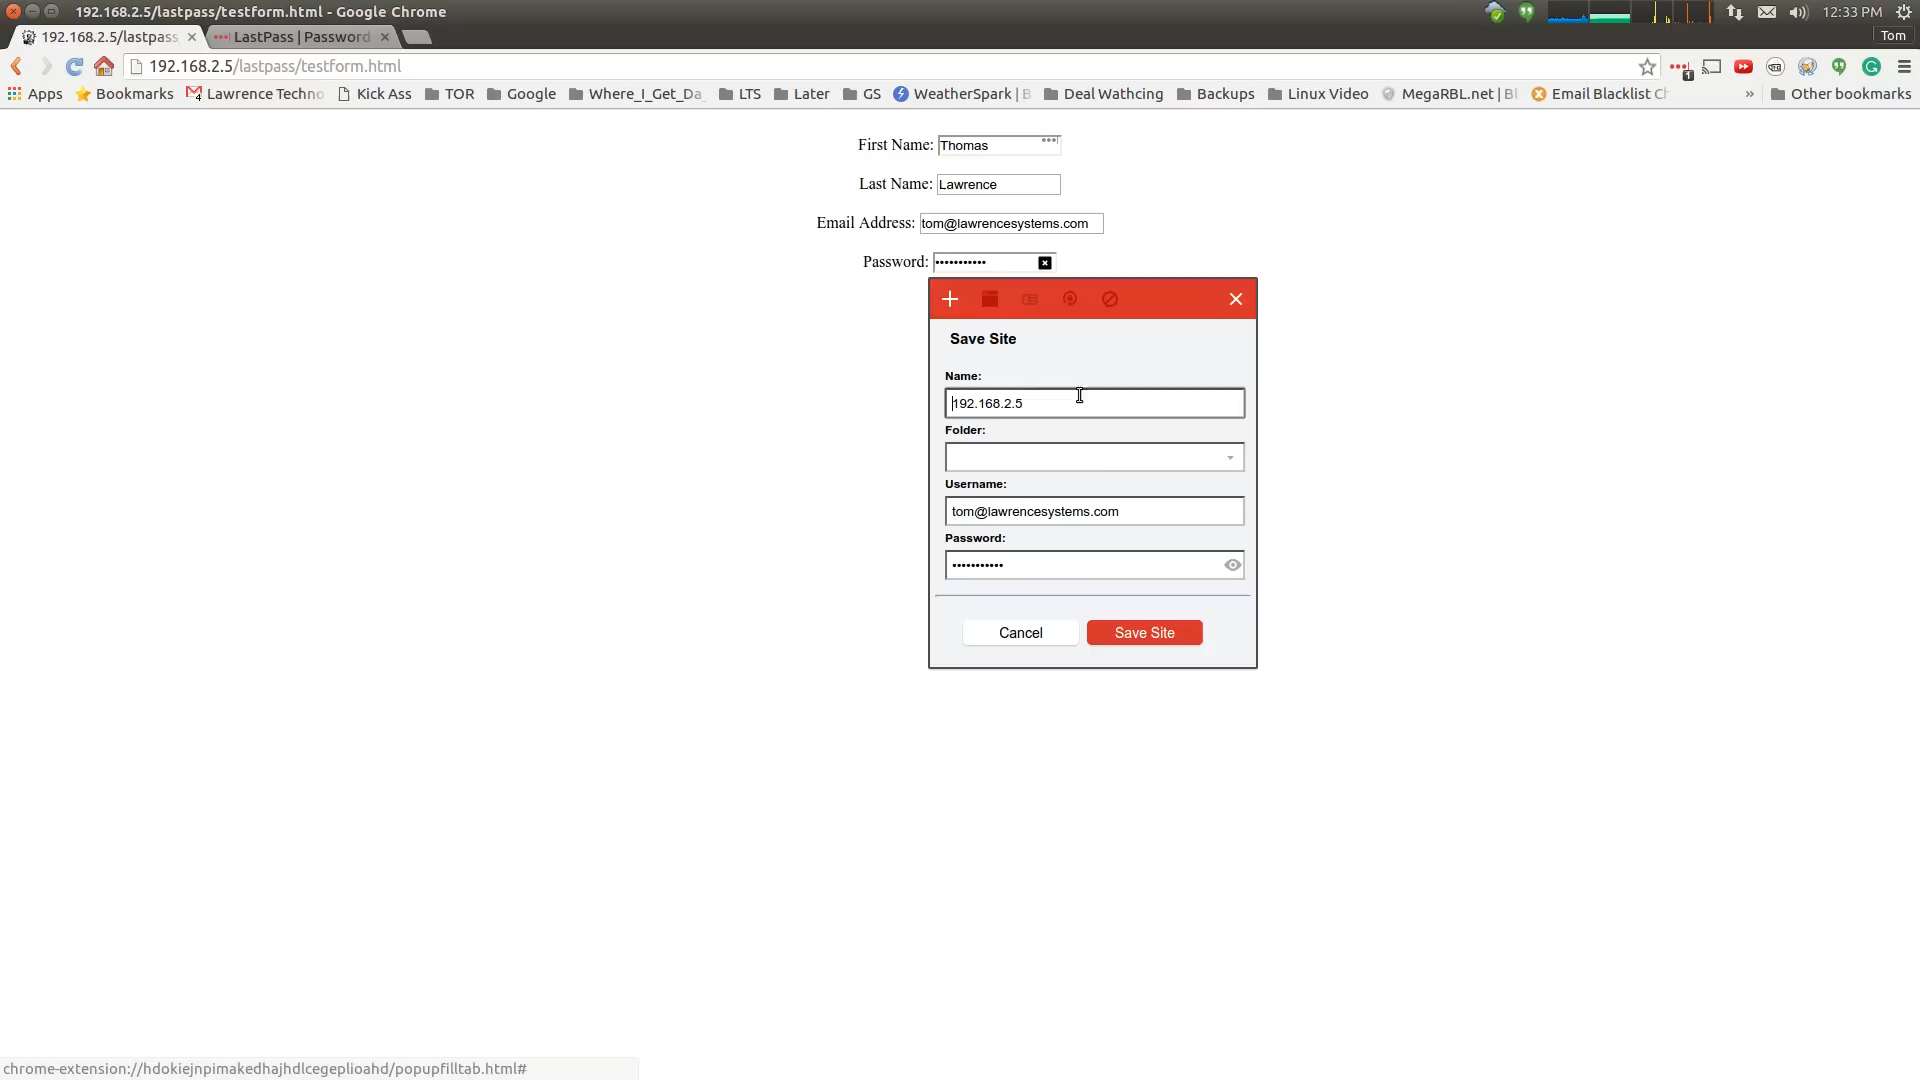 192.168.2.5/lastpass/testform.html - Google Chrome
12:33 PM
192.168.2.5/lastpass
LastPass | Password
Tom
192.168.2.5/lastpass/testform.html
1
Apps
Bookmarks
4
Lawrence Techno
Kick Ass
TOR
Google
Where_I_Get_Da
LTS
Later
GS
WeatherSpark | B
Deal Wathcing
Backups
Linux Video
MegaRBL.net | Bl
Email Blacklist Ch
»
Other bookmarks
First Name: Thomas
Last Name: Lawrence
Email Address: tom@lawrencesystems.com
Password: •••••••••••
Save Site
Name:
192.168.2.5
Folder:
Username:
tom@lawrencesystems.com
Password:
•••••••••••
Cancel
Save Site
chrome-extension://hdokiejnpimakedhajhdlcegeplioahd/popupfilltab.html#